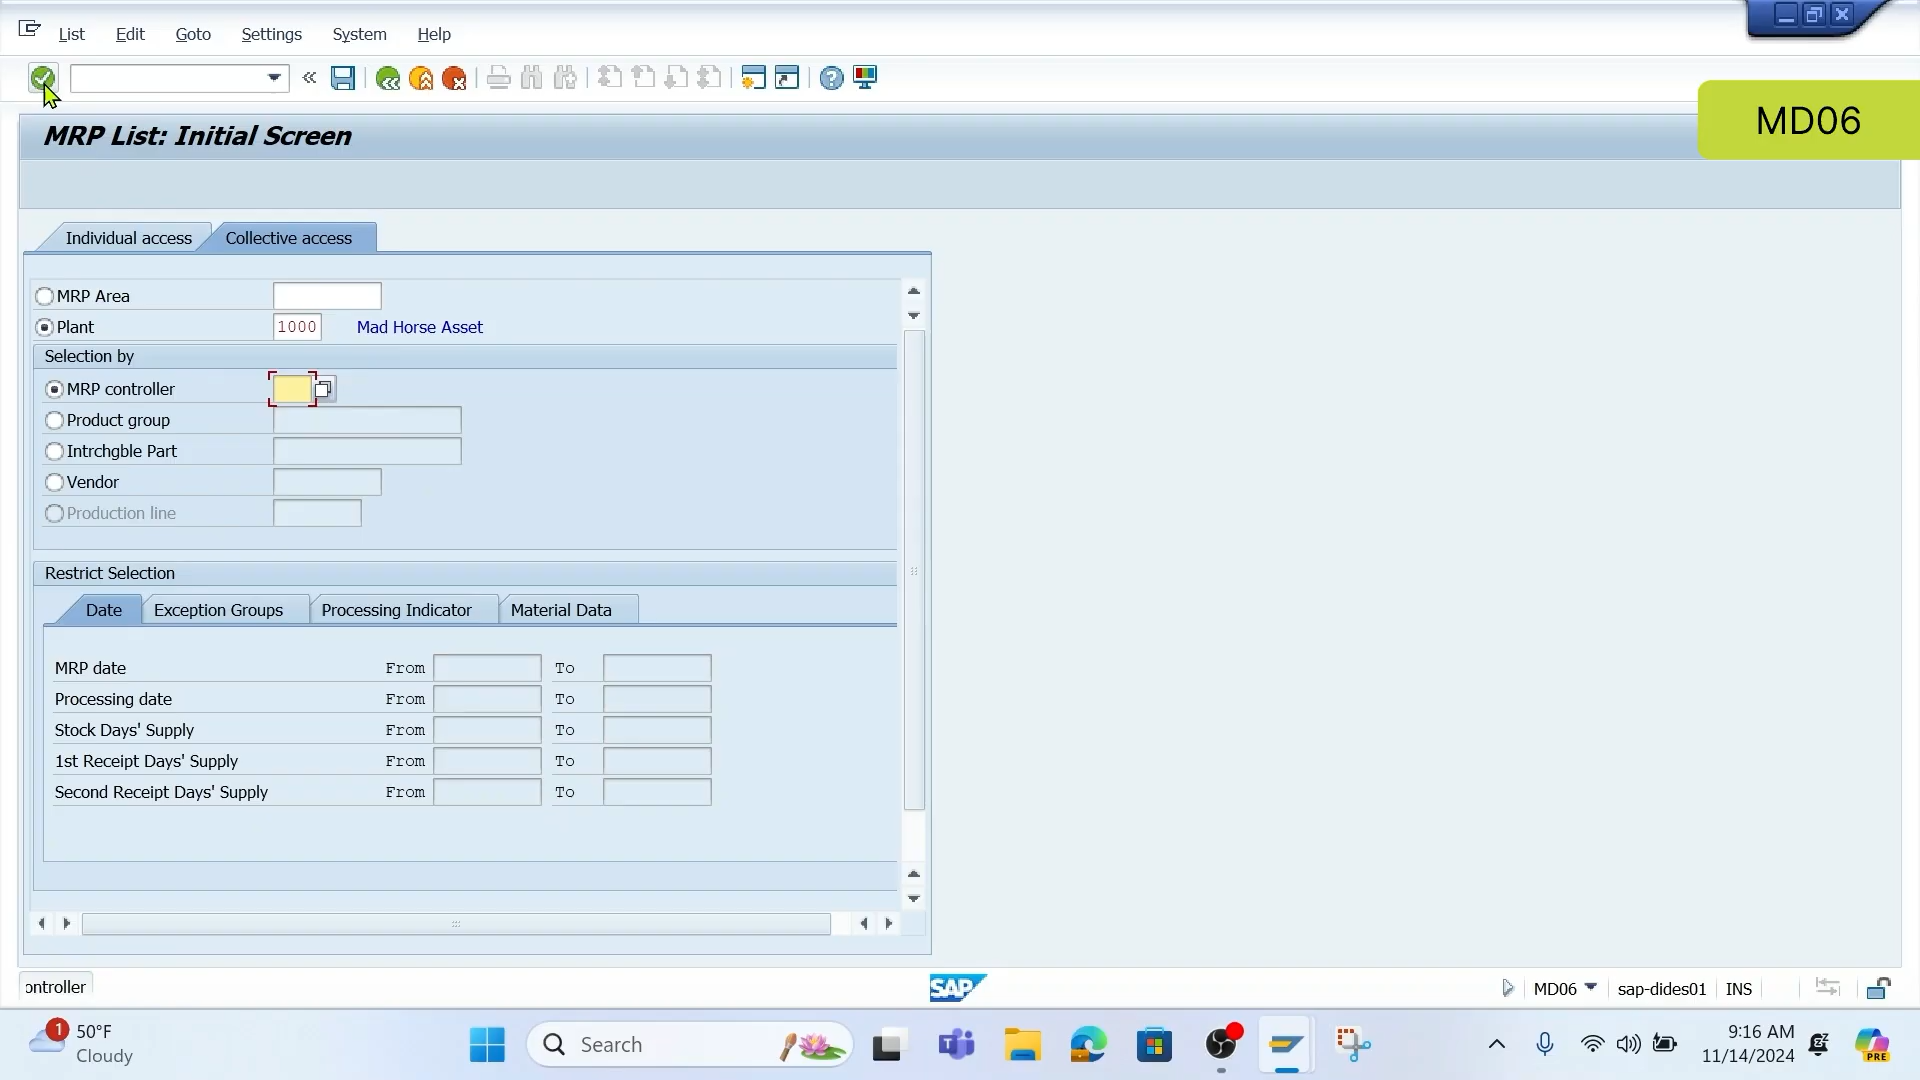 List Edit Goto Settings System Help
MD06
MRP List: Initial Screen
Individual access Collective access
MRP Area
Plant 1000 Mad Horse Asset
Selection by
MRP controller
Product group
Intrchgble Part
Vendor
Production line
Restrict Selection
Date Exception Groups Processing Indicator Material Data
MRP date From To
Processing date From To
Stock Days' Supply From To
1st Receipt Days' Supply From To
Second Receipt Days' Supply From To
ontroller SAP MD06 sap-dides01 INS
1 50°F
Cloudy
Search
9:16 AM
11/14/2024
PRE